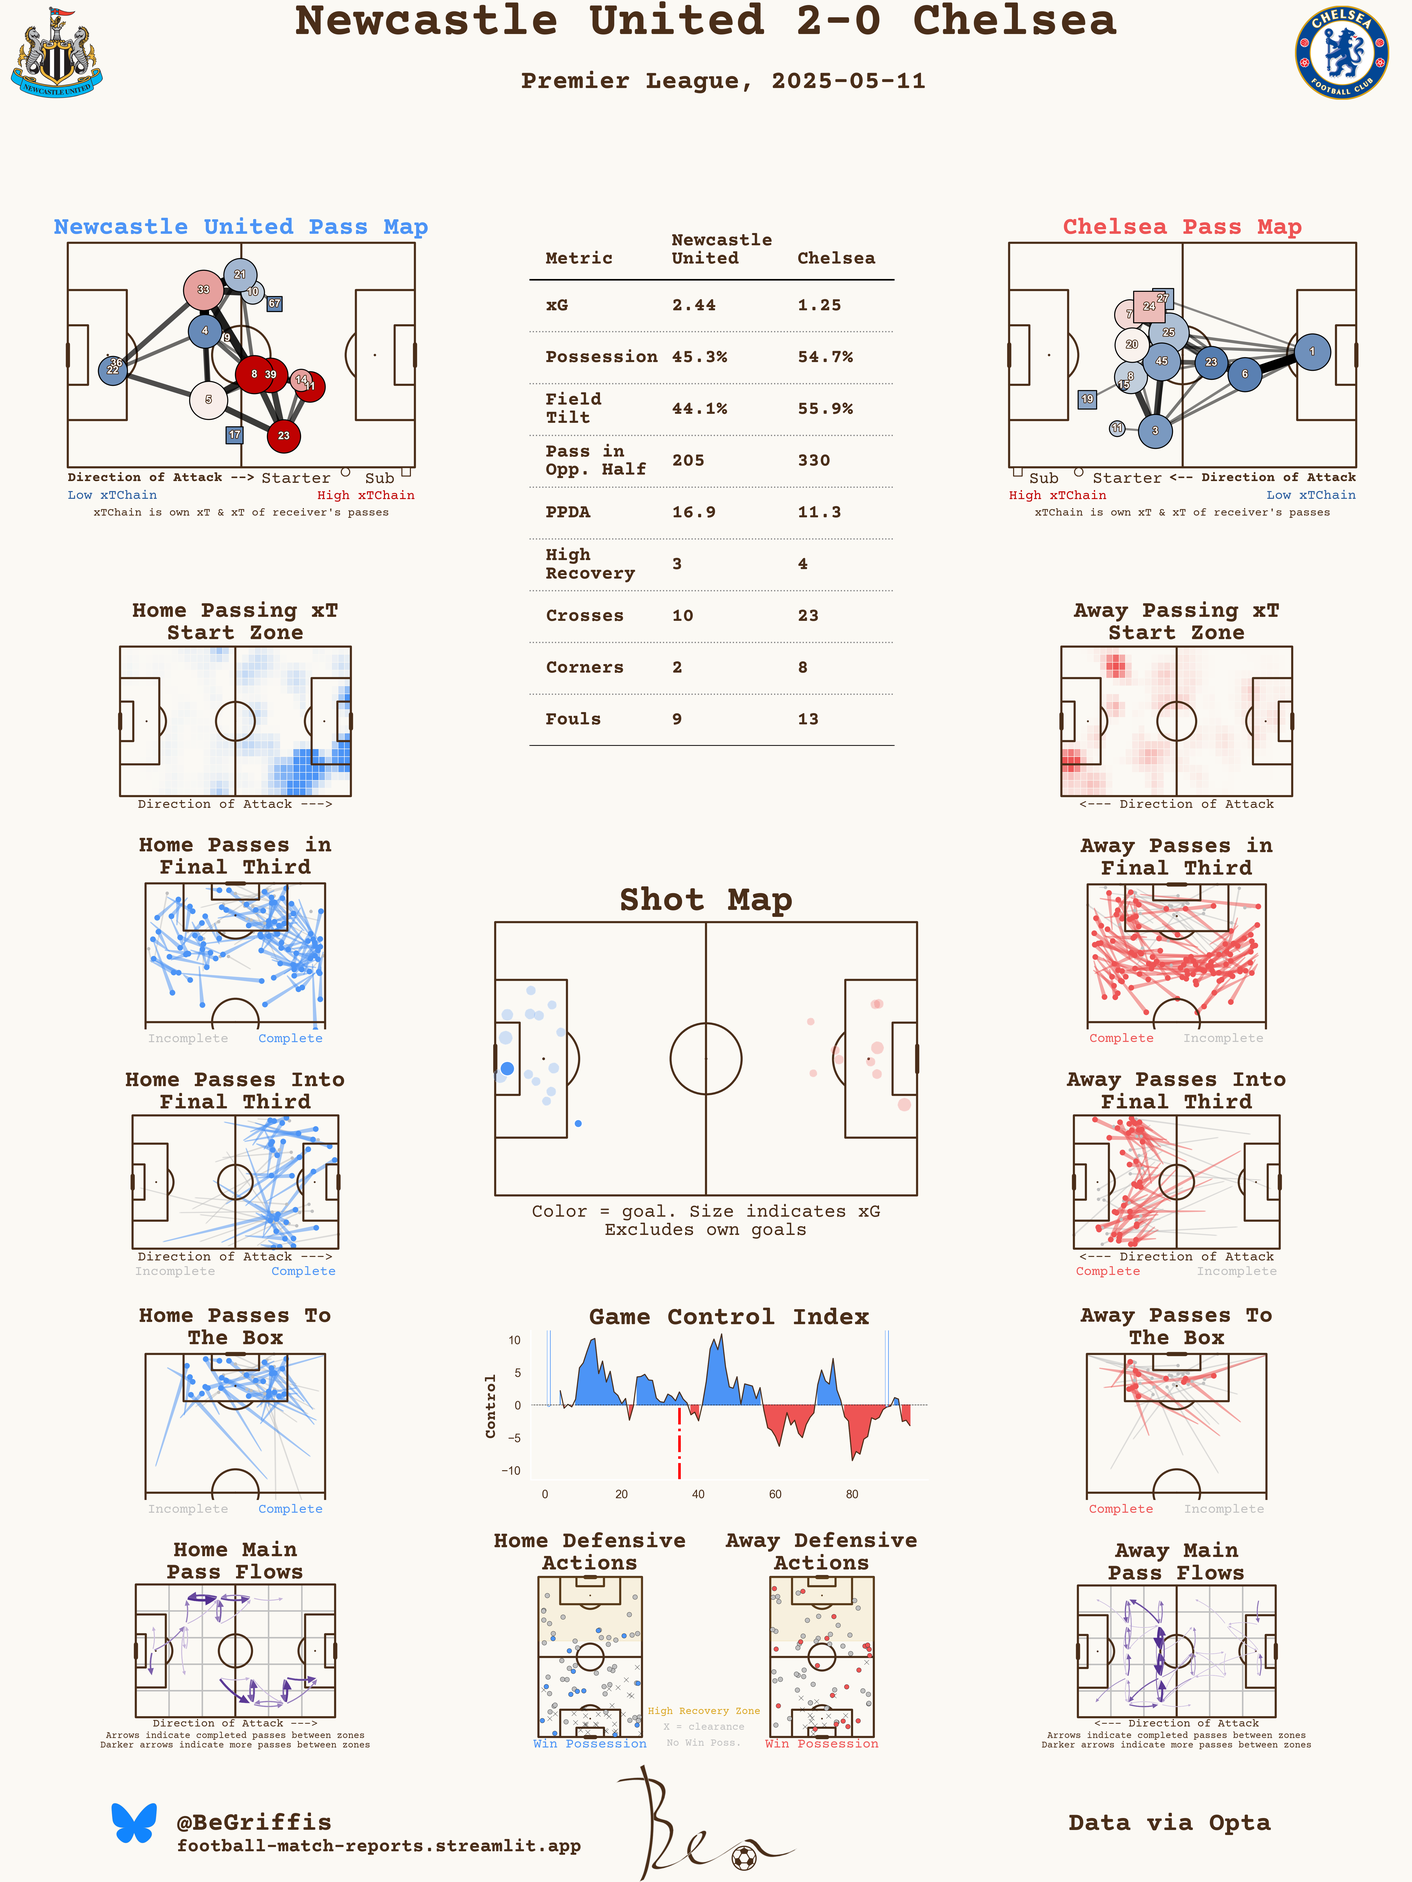 Newcastle United 2-0 Chelsea
Premier League, 2025-05-11
NEWCASTLE UNITED
CHELSEA
FOOTBALL CLUB
Newcastle United Pass Map
33
21
10
67
4
9
36
22
8
39
14
11
5
17
23
Direction of Attack --> Starter Sub
Low xTChain High xTChain
xTChain is own xT & xT of receiver's passes
Metric Newcastle United Chelsea
xG 2.44 1.25
Possession 45.3% 54.7%
Field Tilt 44.1% 55.9%
Pass in Opp. Half 205 330
PPDA 16.9 11.3
High Recovery 3 4
Crosses 10 23
Corners 2 8
Fouls 9 13
Chelsea Pass Map
27
24
7
25
20
1
45
23
6
8
15
19
11
3
Sub Starter <-- Direction of Attack
High xTChain Low xTChain
xTChain is own xT & xT of receiver's passes
Home Passing xT
Start Zone
Direction of Attack --->
Away Passing xT
Start Zone
<--- Direction of Attack
Home Passes in
Final Third
Incomplete Complete
Away Passes in
Final Third
Complete Incomplete
Shot Map
Color = goal. Size indicates xG
Excludes own goals
Home Passes Into
Final Third
Direction of Attack --->
Incomplete Complete
Away Passes Into
Final Third
<--- Direction of Attack
Complete Incomplete
Home Passes To
The Box
Incomplete Complete
Game Control Index
Control
10
5
0
−5
−10
0 20 40 60 80
Away Passes To
The Box
Complete Incomplete
Home Main
Pass Flows
Direction of Attack --->
Arrows indicate completed passes between zones
Darker arrows indicate more passes between zones
Home Defensive
Actions
Win Possession
Away Defensive
Actions
Win Possession
High Recovery Zone
X = clearance
No Win Poss.
Away Main
Pass Flows
<--- Direction of Attack
Arrows indicate completed passes between zones
Darker arrows indicate more passes between zones
@BeGriffis
football-match-reports.streamlit.app
Ben
Data via Opta